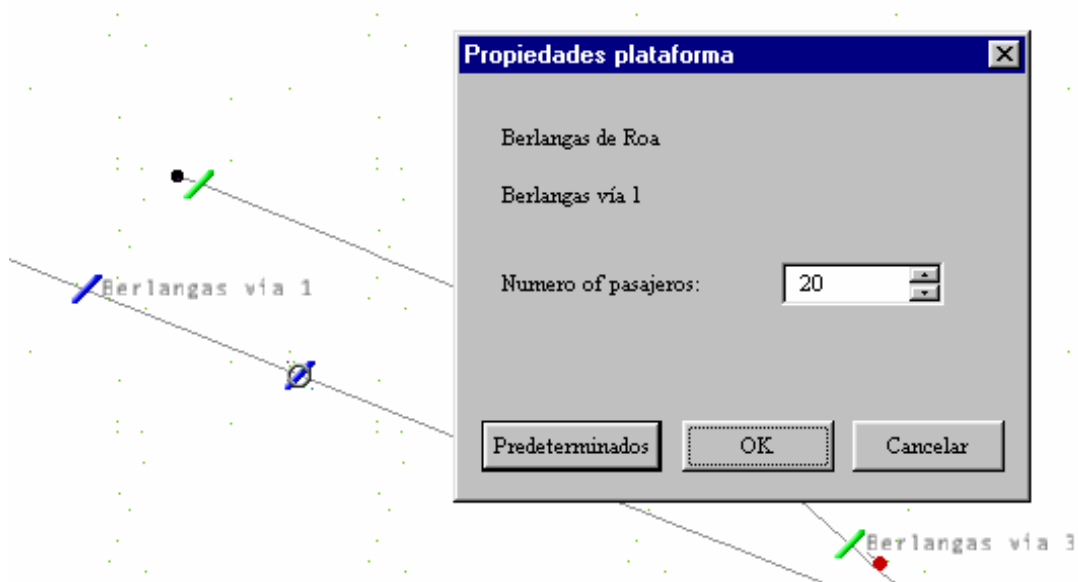 Propiedades plataforma
Berlangas de Roa
Berlangas vía 1
Numero of pasajeros: 20
Predeterminados OK Cancelar
Berlangas vía 1
Berlangas vía 3